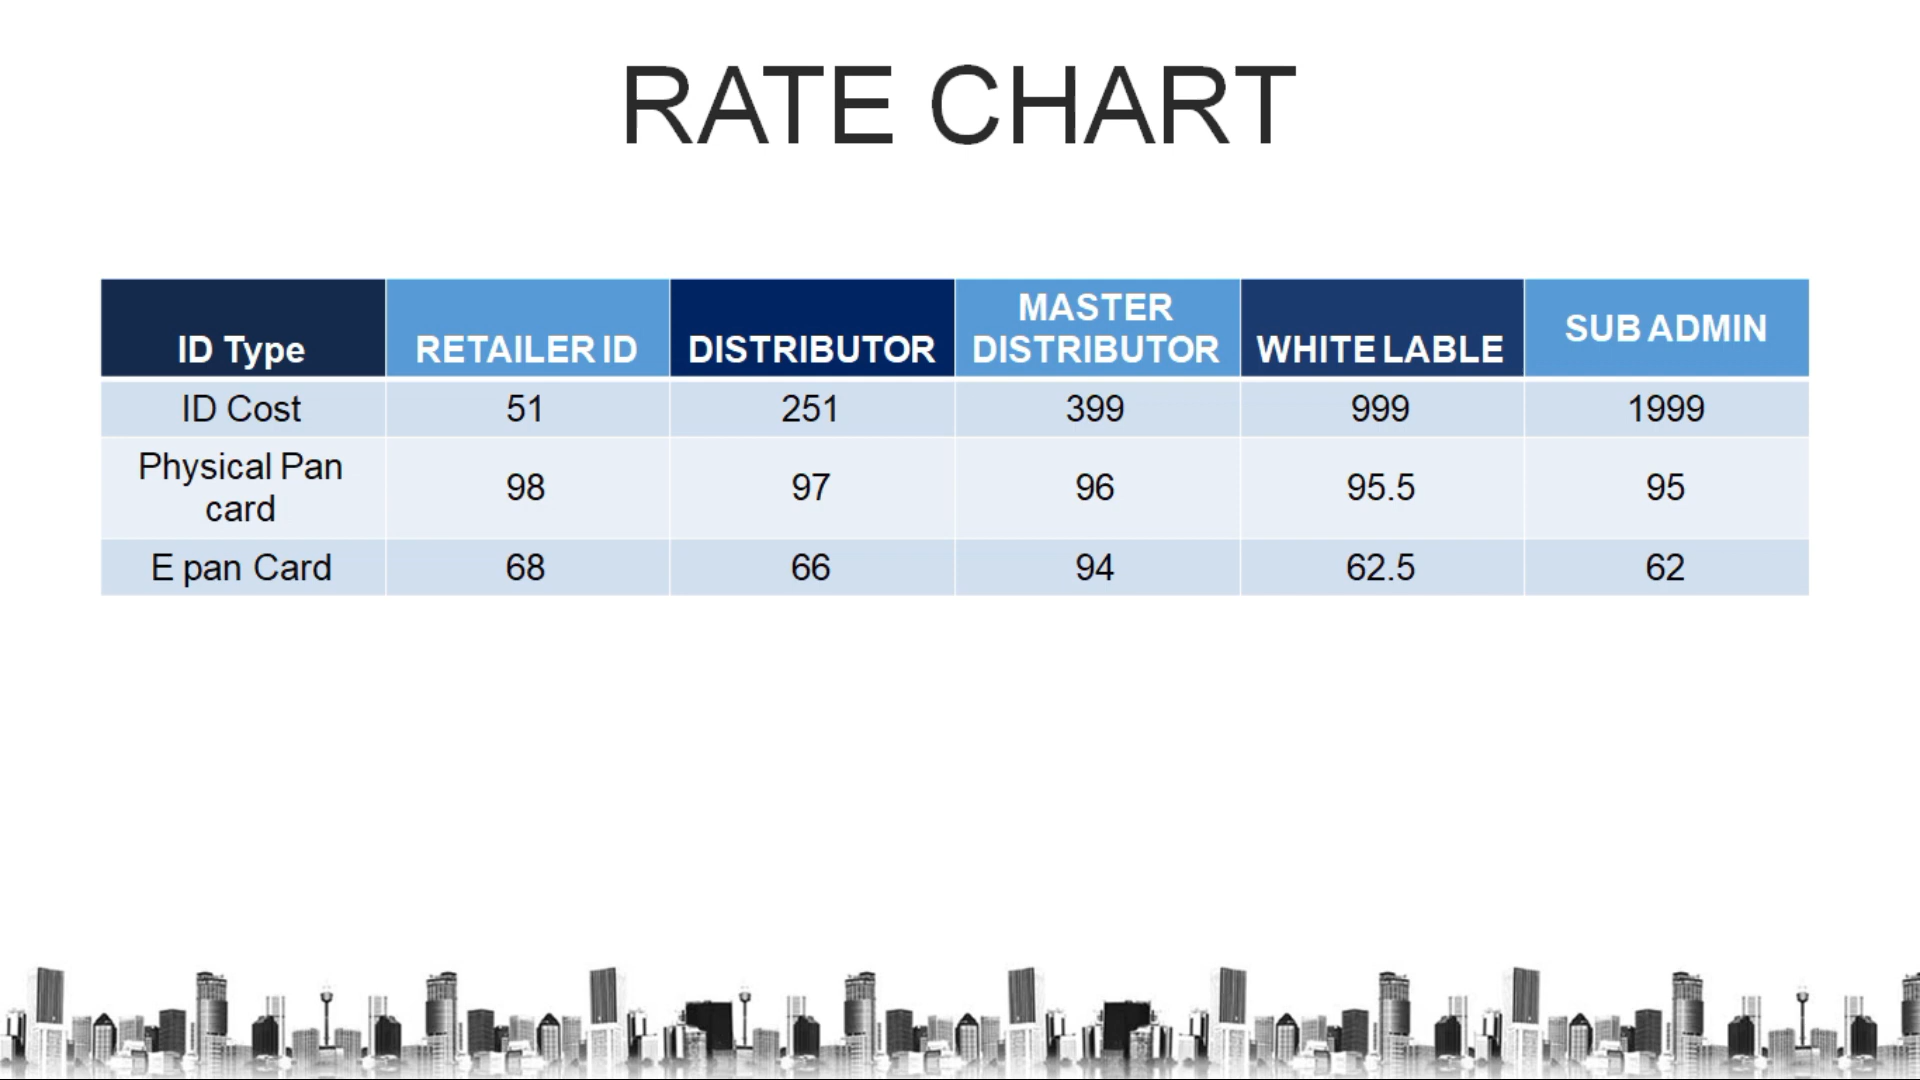 RATE CHART
ID Type RETAILER ID DISTRIBUTOR MASTER DISTRIBUTOR WHITE LABLE SUB ADMIN
ID Cost 51 251 399 999 1999
Physical Pan card 98 97 96 95.5 95
E pan Card 68 66 94 62.5 62